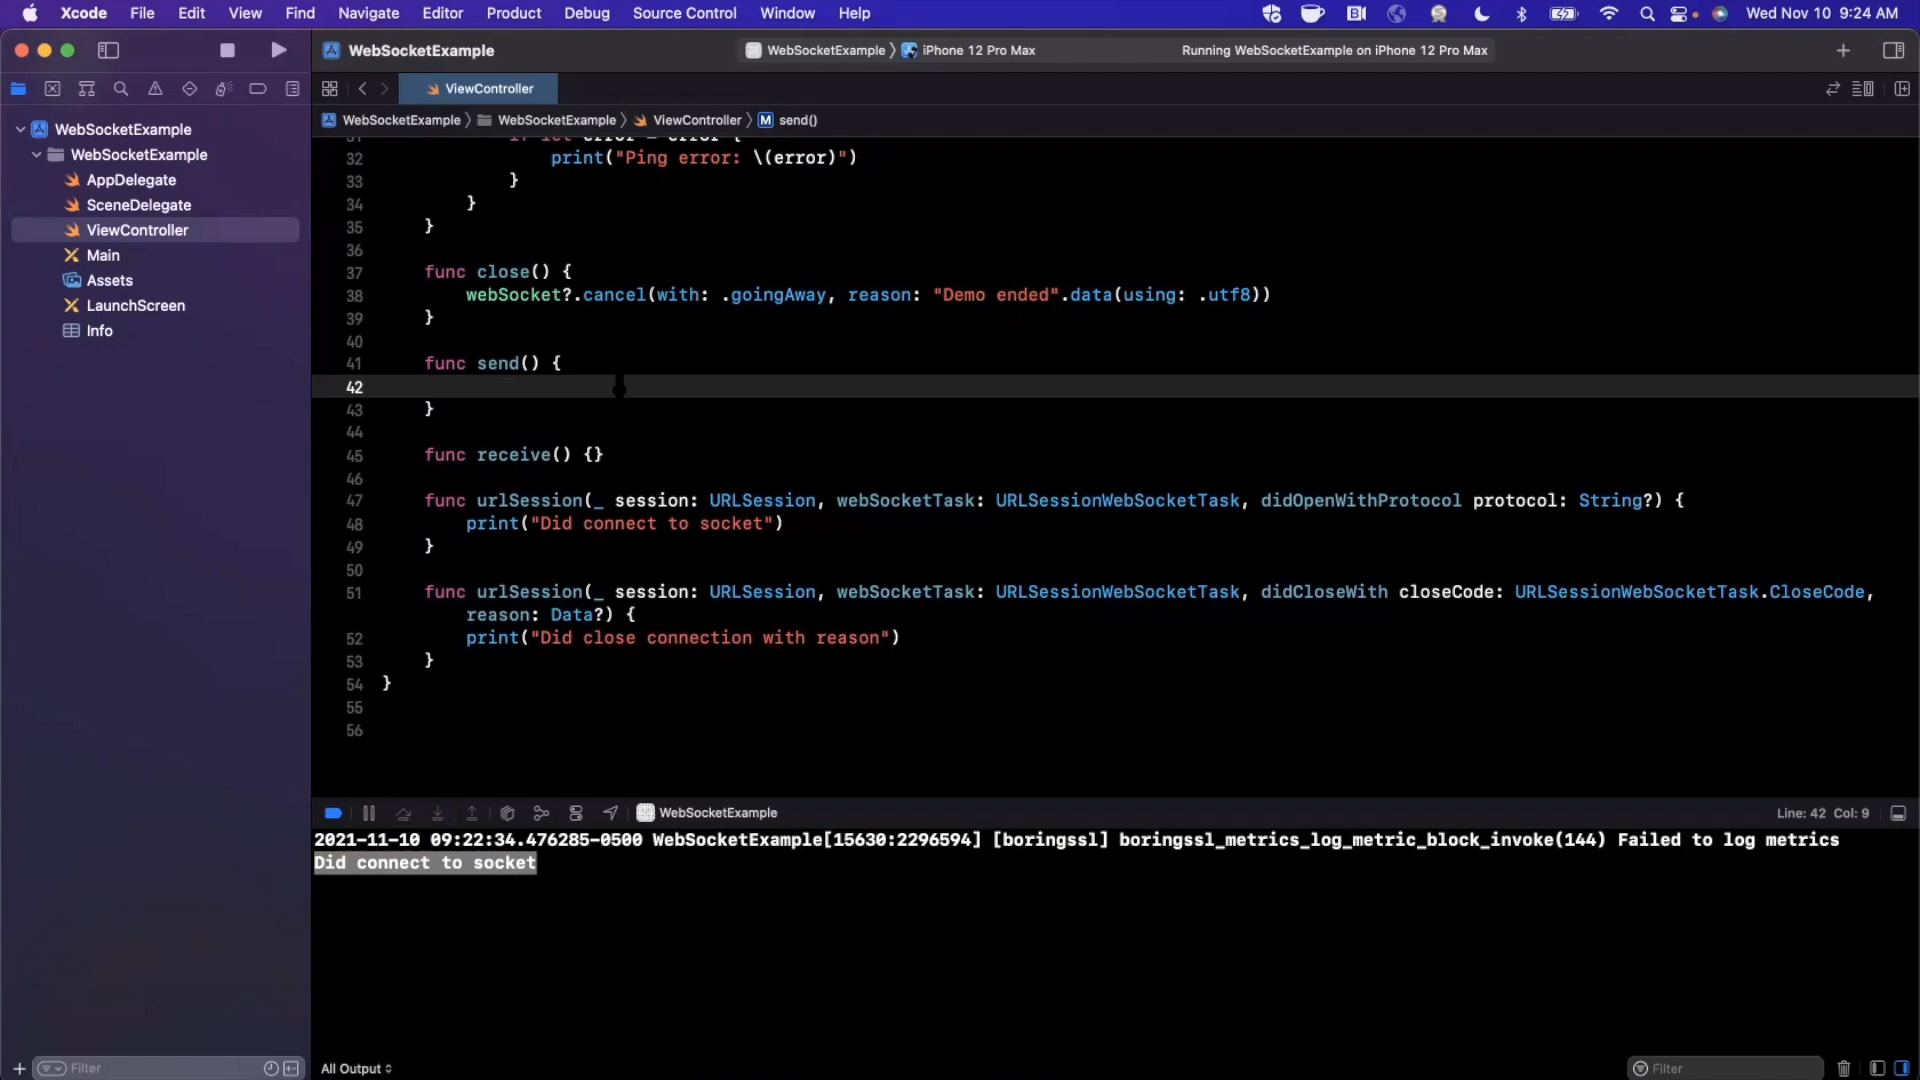 Xcode File Edit View Find Navigate Editor Product Debug Source Control Window Help Wed Nov 10 9:24 AM
WebSocketExample WebSocketExample iPhone 12 Pro Max Running WebSocketExample on iPhone 12 Pro Max
ViewController
WebSocketExample WebSocketExample ViewController M send()
WebSocketExample
WebSocketExample
AppDelegate
SceneDelegate
ViewController
Main
Assets
LaunchScreen
Info
31 if let error = error {
32 print("Ping error: \(error)")
33 }
34 }
35 }
36
37 func close() {
38 webSocket?.cancel(with: .goingAway, reason: "Demo ended".data(using: .utf8))
39 }
40
41 func send() {
42
43 }
44
45 func receive() {}
46
47 func urlSession(_ session: URLSession, webSocketTask: URLSessionWebSocketTask, didOpenWithProtocol protocol: String?) {
48 print("Did connect to socket")
49 }
50
51 func urlSession(_ session: URLSession, webSocketTask: URLSessionWebSocketTask, didCloseWith closeCode: URLSessionWebSocketTask.CloseCode,
reason: Data?) {
52 print("Did close connection with reason")
53 }
54 }
55
56
WebSocketExample Line: 42 Col: 9
2021-11-10 09:22:34.476285-0500 WebSocketExample[15630:2296594] [boringssl] boringssl_metrics_log_metric_block_invoke(144) Failed to log metrics
Did connect to socket
Filter All Output Filter